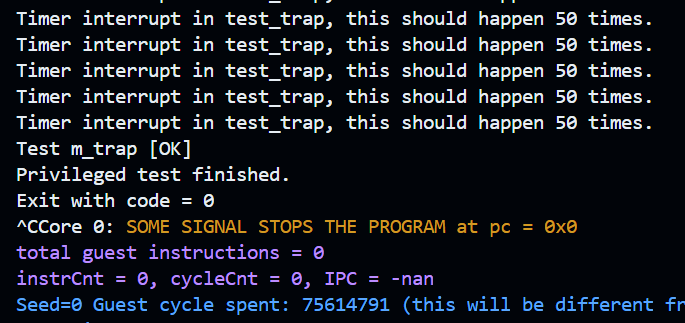 Timer interrupt in test_trap, this should happen 50 times.
Timer interrupt in test_trap, this should happen 50 times.
Timer interrupt in test_trap, this should happen 50 times.
Timer interrupt in test_trap, this should happen 50 times.
Timer interrupt in test_trap, this should happen 50 times.
Test m_trap [OK]
Privileged test finished.
Exit with code = 0
^CCore 0: SOME SIGNAL STOPS THE PROGRAM at pc = 0x0
total guest instructions = 0
instrCnt = 0, cycleCnt = 0, IPC = -nan
Seed=0 Guest cycle spent: 75614791 (this will be different